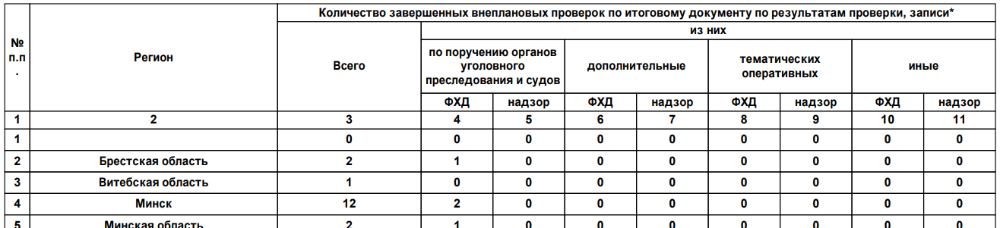 Количество завершенных внеплановых проверок по итоговому документу по результатам проверки, записи*
№
п.п
.
Регион
Всего
из них
по поручению органов
уголовного
преследования и судов
дополнительные
тематических
оперативных
иные
ФХД надзор ФХД надзор ФХД надзор ФХД надзор
1 2 3 4 5 6 7 8 9 10 11
1 0 0 0 0 0 0 0 0 0
2 Брестская область 2 1 0 0 0 0 0 0 0
3 Витебская область 1 0 0 0 0 0 0 0 0
4 Минск 12 2 0 0 0 0 0 0 0
5 Минская область 2 1 0 0 0 0 0 0 0